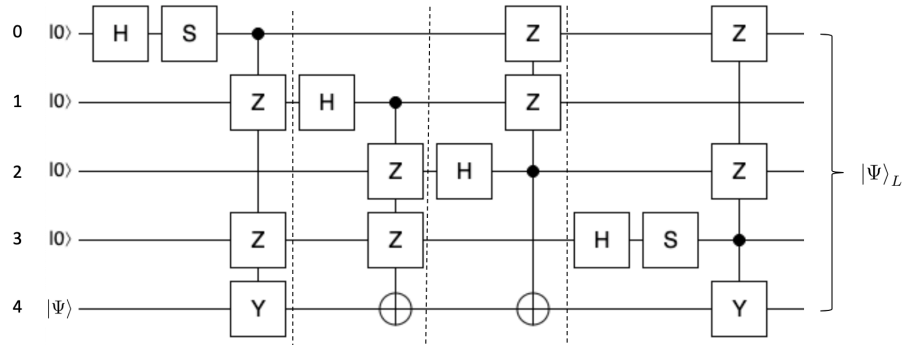 0 |0⟩ H S Z Z
1 |0⟩ Z H Z
2 |0⟩ Z H Z |Ψ⟩_L
3 |0⟩ Z Z H S
4 |Ψ⟩ Y Y